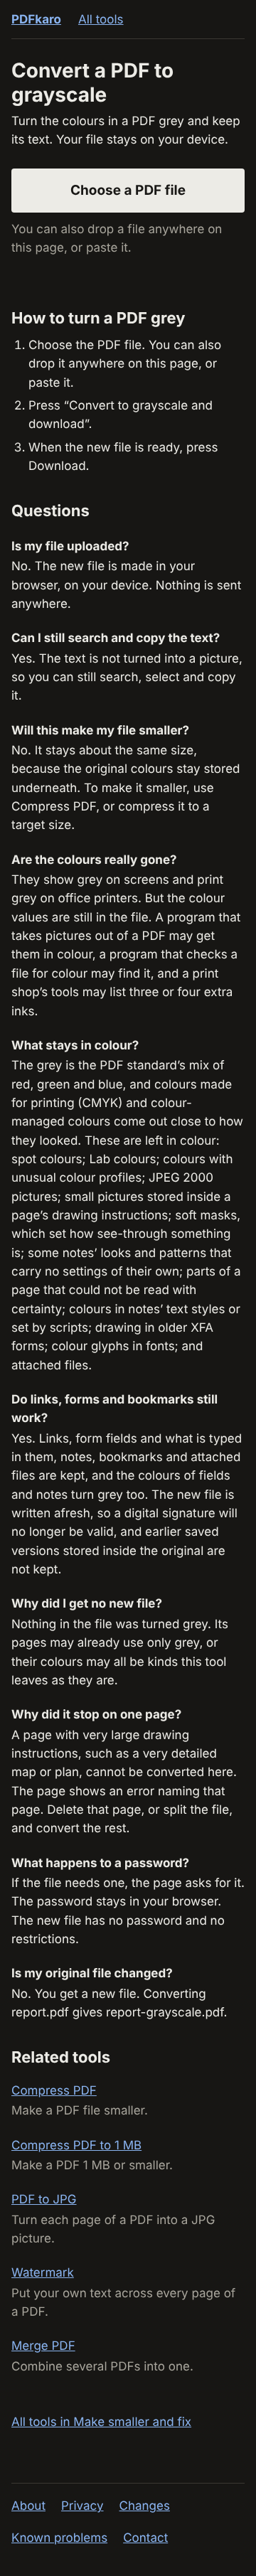 PDFkaro All tools
Convert a PDF to
grayscale
Turn the colours in a PDF grey and keep
its text. Your file stays on your device.
Choose a PDF file
You can also drop a file anywhere on
this page, or paste it.
How to turn a PDF grey
1. Choose the PDF file. You can also
drop it anywhere on this page, or
paste it.
2. Press “Convert to grayscale and
download”.
3. When the new file is ready, press
Download.
Questions
Is my file uploaded?
No. The new file is made in your
browser, on your device. Nothing is sent
anywhere.
Can I still search and copy the text?
Yes. The text is not turned into a picture,
so you can still search, select and copy
it.
Will this make my file smaller?
No. It stays about the same size,
because the original colours stay stored
underneath. To make it smaller, use
Compress PDF, or compress it to a
target size.
Are the colours really gone?
They show grey on screens and print
grey on office printers. But the colour
values are still in the file. A program that
takes pictures out of a PDF may get
them in colour, a program that checks a
file for colour may find it, and a print
shop’s tools may list three or four extra
inks.
What stays in colour?
The grey is the PDF standard’s mix of
red, green and blue, and colours made
for printing (CMYK) and colour-
managed colours come out close to how
they looked. These are left in colour:
spot colours; Lab colours; colours with
unusual colour profiles; JPEG 2000
pictures; small pictures stored inside a
page’s drawing instructions; soft masks,
which set how see-through something
is; some notes’ looks and patterns that
carry no settings of their own; parts of a
page that could not be read with
certainty; colours in notes’ text styles or
set by scripts; drawing in older XFA
forms; colour glyphs in fonts; and
attached files.
Do links, forms and bookmarks still
work?
Yes. Links, form fields and what is typed
in them, notes, bookmarks and attached
files are kept, and the colours of fields
and notes turn grey too. The new file is
written afresh, so a digital signature will
no longer be valid, and earlier saved
versions stored inside the original are
not kept.
Why did I get no new file?
Nothing in the file was turned grey. Its
pages may already use only grey, or
their colours may all be kinds this tool
leaves as they are.
Why did it stop on one page?
A page with very large drawing
instructions, such as a very detailed
map or plan, cannot be converted here.
The page shows an error naming that
page. Delete that page, or split the file,
and convert the rest.
What happens to a password?
If the file needs one, the page asks for it.
The password stays in your browser.
The new file has no password and no
restrictions.
Is my original file changed?
No. You get a new file. Converting
report.pdf gives report-grayscale.pdf.
Related tools
Compress PDF
Make a PDF file smaller.
Compress PDF to 1 MB
Make a PDF 1 MB or smaller.
PDF to JPG
Turn each page of a PDF into a JPG
picture.
Watermark
Put your own text across every page of
a PDF.
Merge PDF
Combine several PDFs into one.
All tools in Make smaller and fix
About Privacy Changes
Known problems Contact